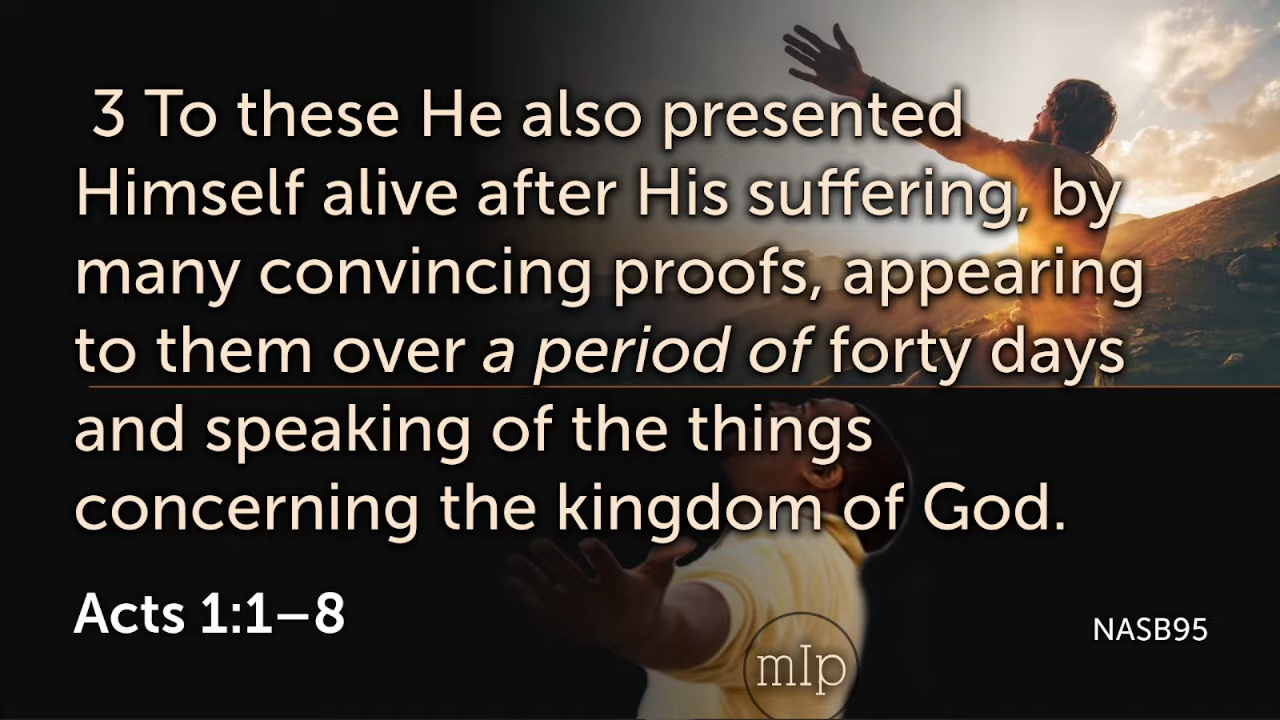 3 To these He also presented
Himself alive after His suffering, by
many convincing proofs, appearing
to them over a period of forty days
and speaking of the things
concerning the kingdom of God.
Acts 1:1–8
NASB95
mIp